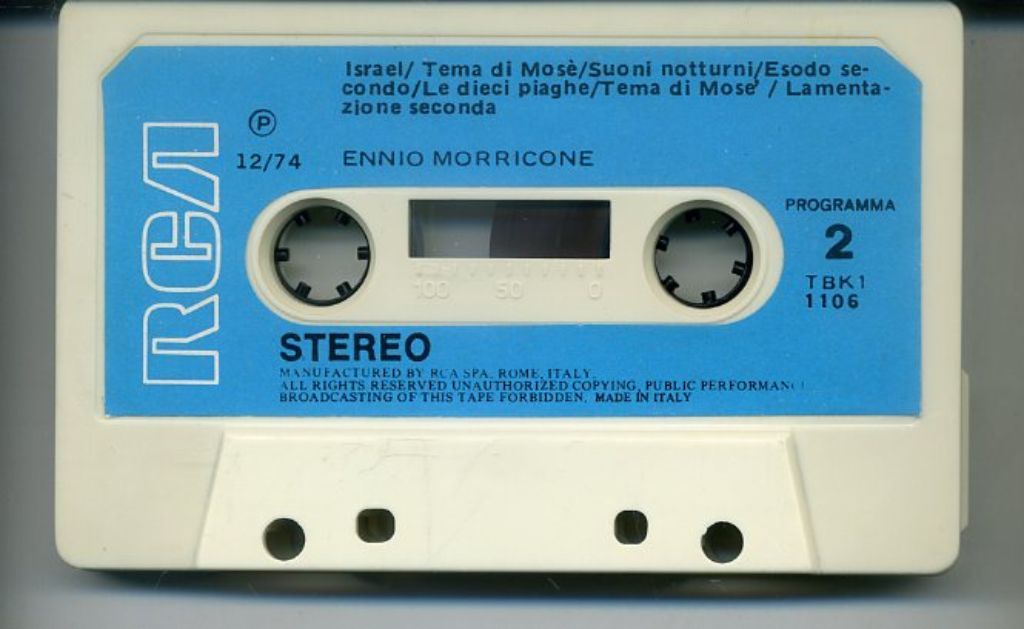 Israel/ Tema di Mosè/Suoni notturni/Esodo se-
condo/Le dieci piaghe/Tema di Mose' / Lamenta-
zione seconda
P
12/74
ENNIO MORRICONE
RCA
PROGRAMMA
2
TBK1
1106
100 50 0
STEREO
MANUFACTURED BY RCA SPA. ROME, ITALY.
ALL RIGHTS RESERVED UNAUTHORIZED COPYING, PUBLIC
BROADCASTING OF THIS TAPE FORBIDDEN. MADE IN ITALY